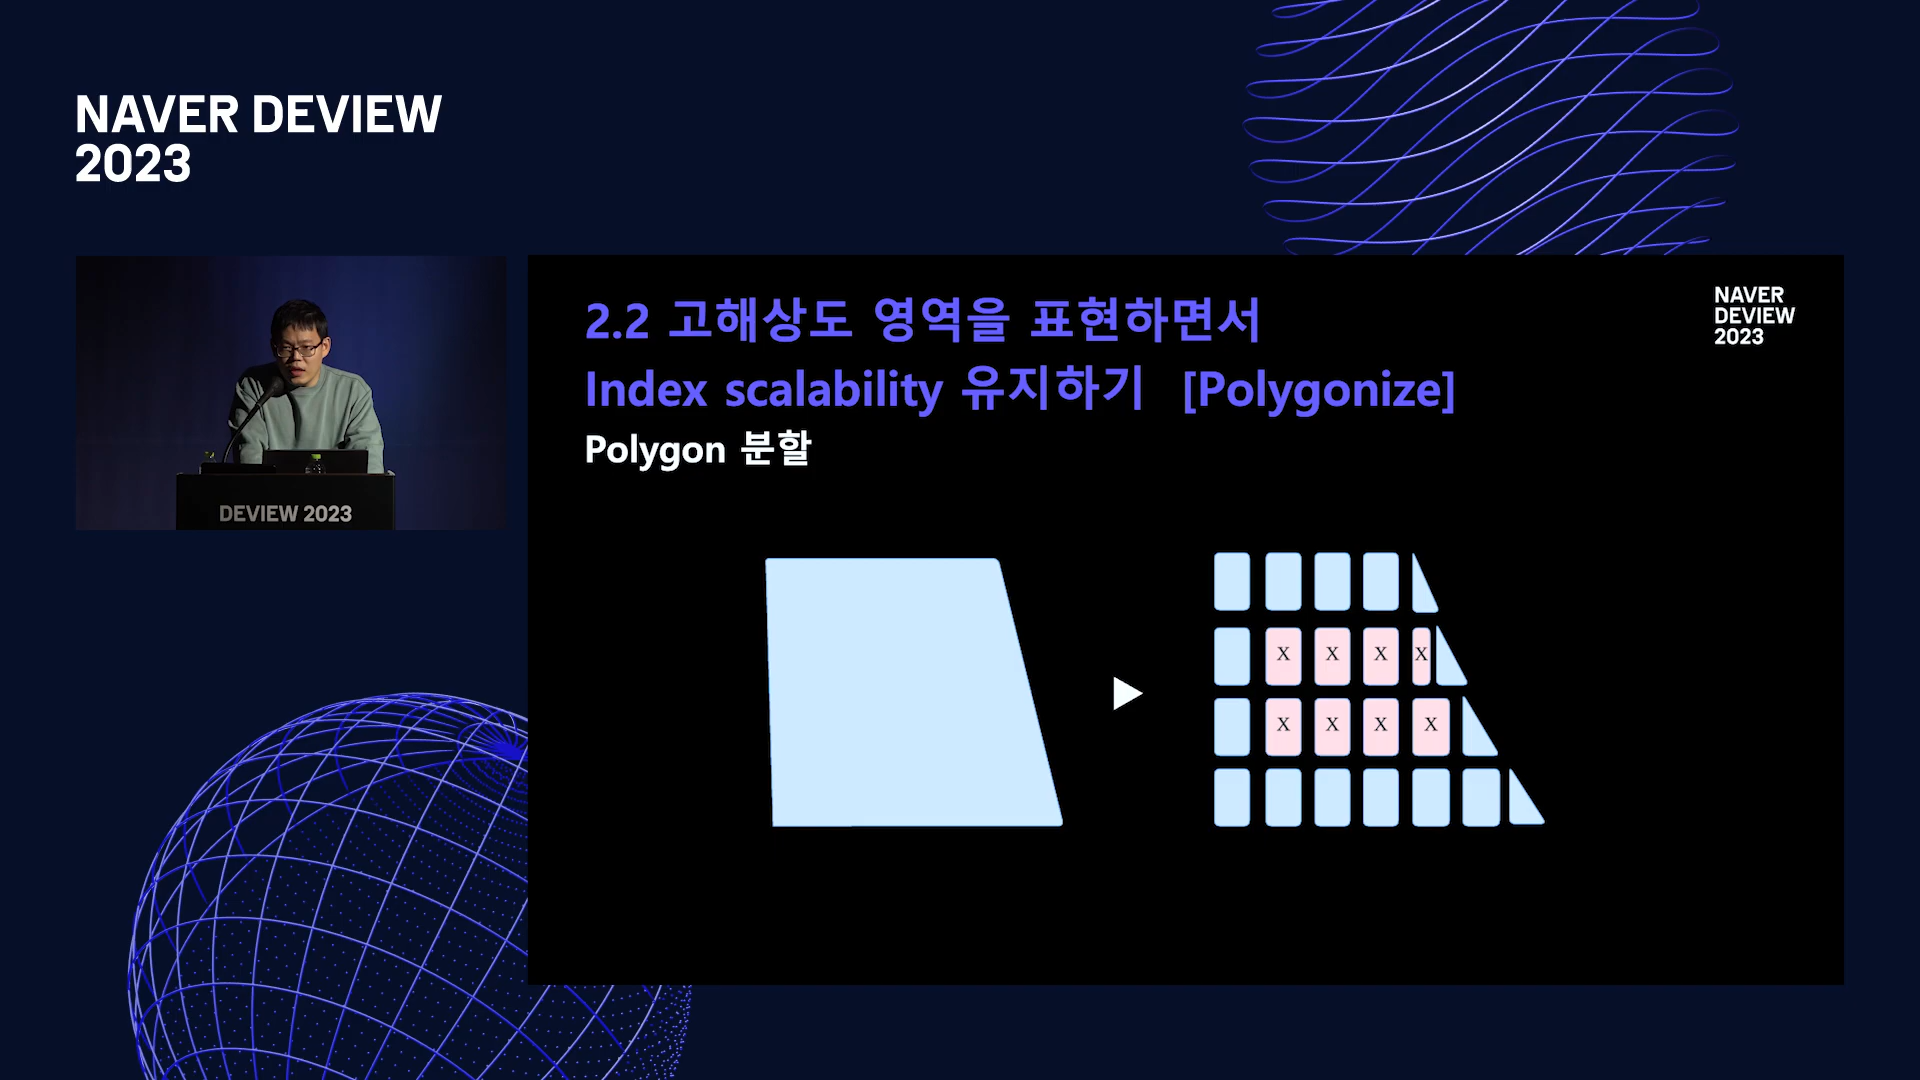 NAVER DEVIEW
2023
DEVIEW 2023
2.2 고해상도 영역을 표현하면서
Index scalability 유지하기 [Polygonize]
Polygon 분할
NAVER
DEVIEW
2023
X X X X
X X X X